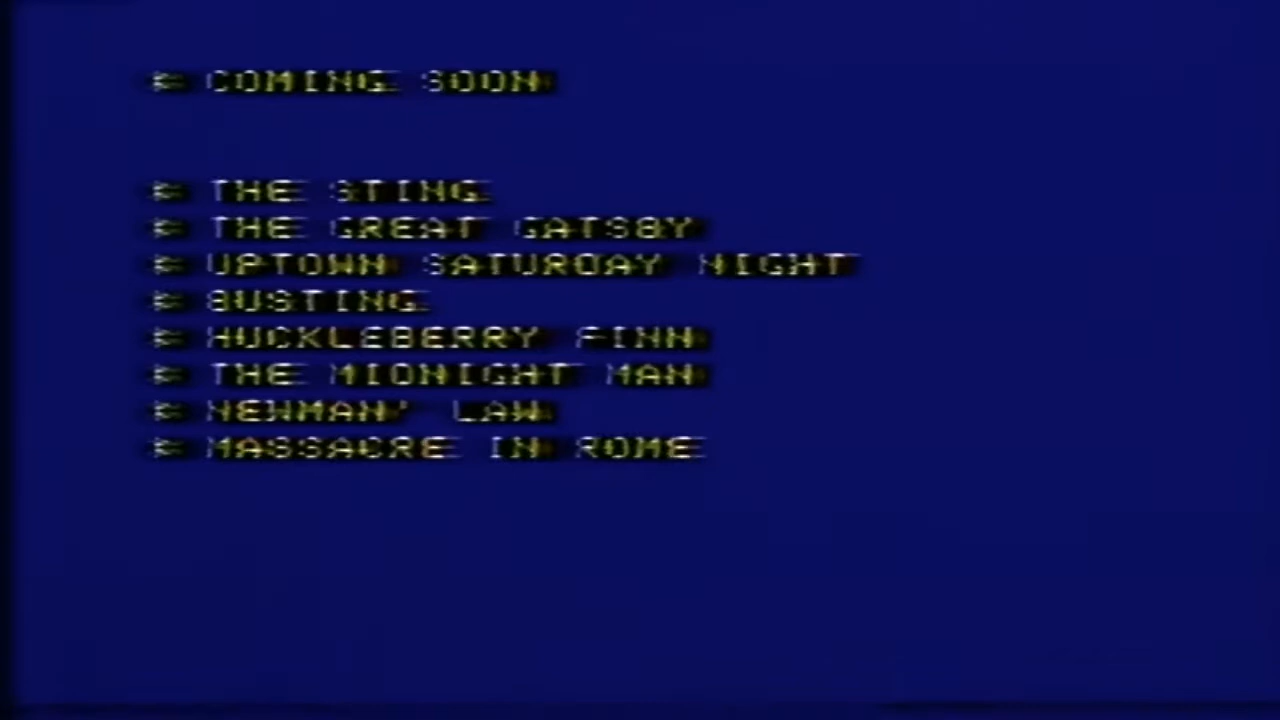 * COMING SOON
* THE STING
* THE GREAT GATSBY
* UPTOWN SATURDAY NIGHT
* BUSTING
* HUCKLEBERRY FINN
* THE MIDNIGHT MAN
* NEWMAN' LAW
* MASSACRE IN ROME